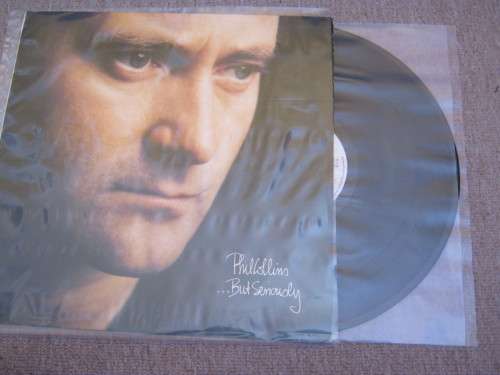 Phil Collins
...But Seriously